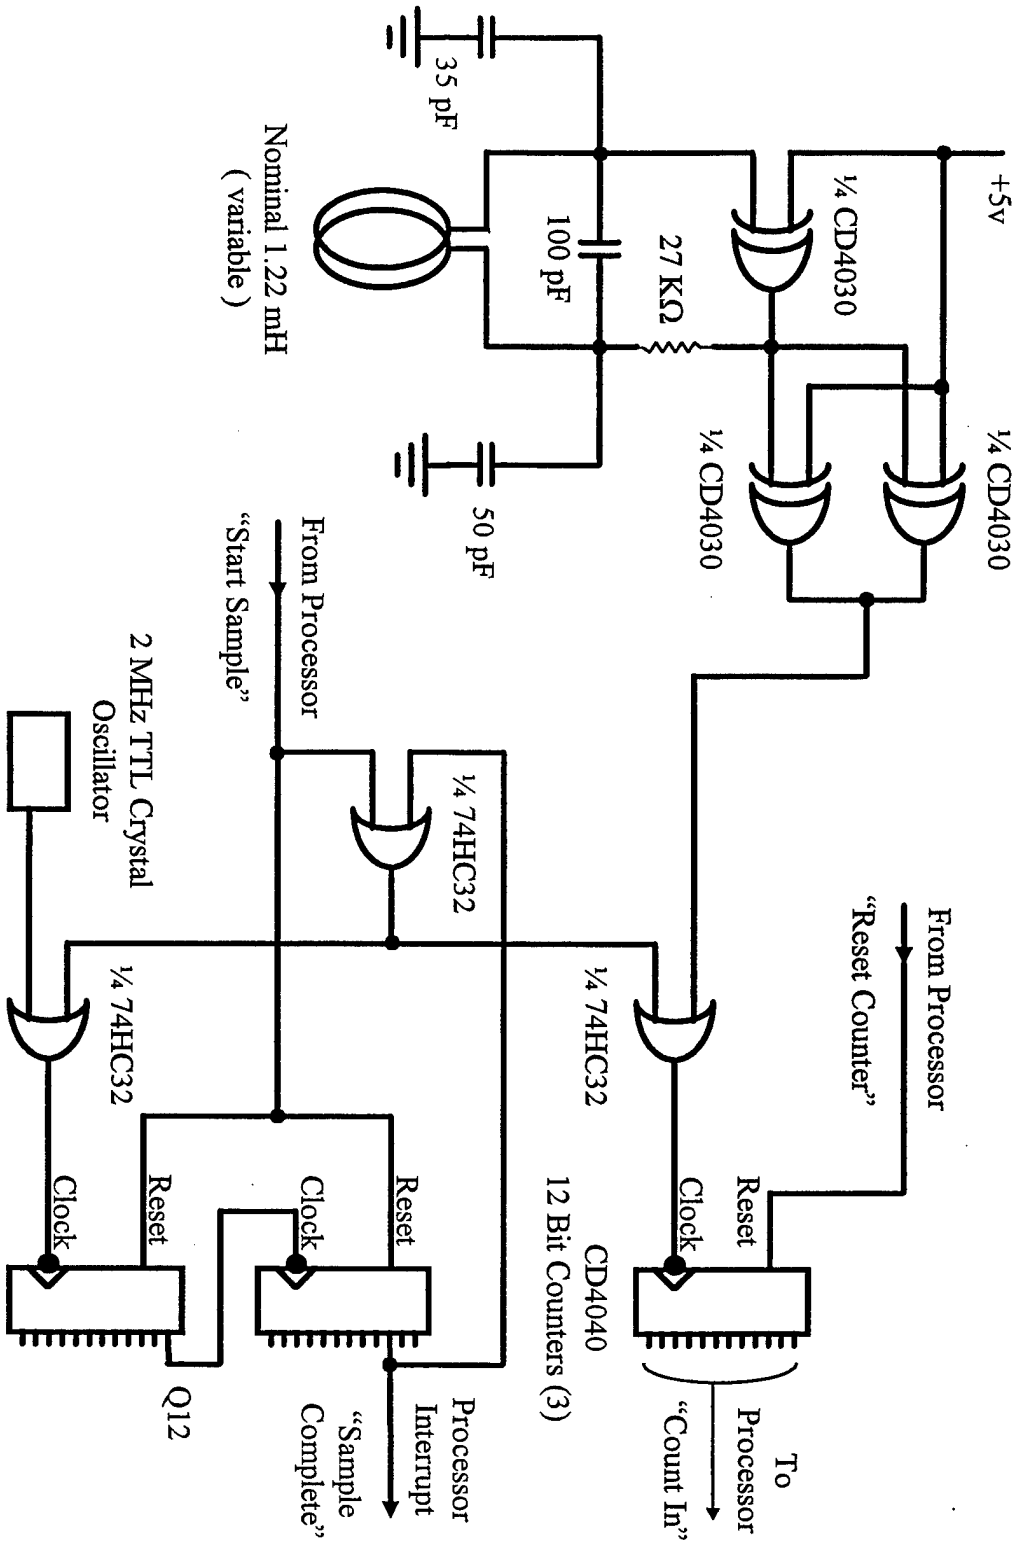 +5v
¼ CD4030
¼ CD4030
¼ CD4030
27 KΩ
100 pF
35 pF
50 pF
Nominal 1.22 mH
( variable )
From Processor
“Reset Counter”
From Processor
“Start Sample”
¼ 74HC32
¼ 74HC32
¼ 74HC32
2 MHz TTL Crystal
Oscillator
Reset
Clock
CD4040
12 Bit Counters (3)
Reset
Clock
Reset
Clock
Q12
To
Processor
“Count In”
Processor
Interrupt
“Sample
Complete”